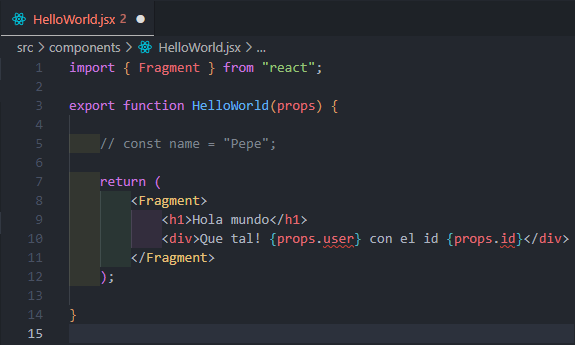 HelloWorld.jsx 2
src > components > HelloWorld.jsx > ...
1 import { Fragment } from "react";
2
3 export function HelloWorld(props) {
4
5     // const name = "Pepe";
6
7     return (
8         <Fragment>
9             <h1>Hola mundo</h1>
10             <div>Que tal! {props.user} con el id {props.id}</div>
11         </Fragment>
12     );
13
14 }
15